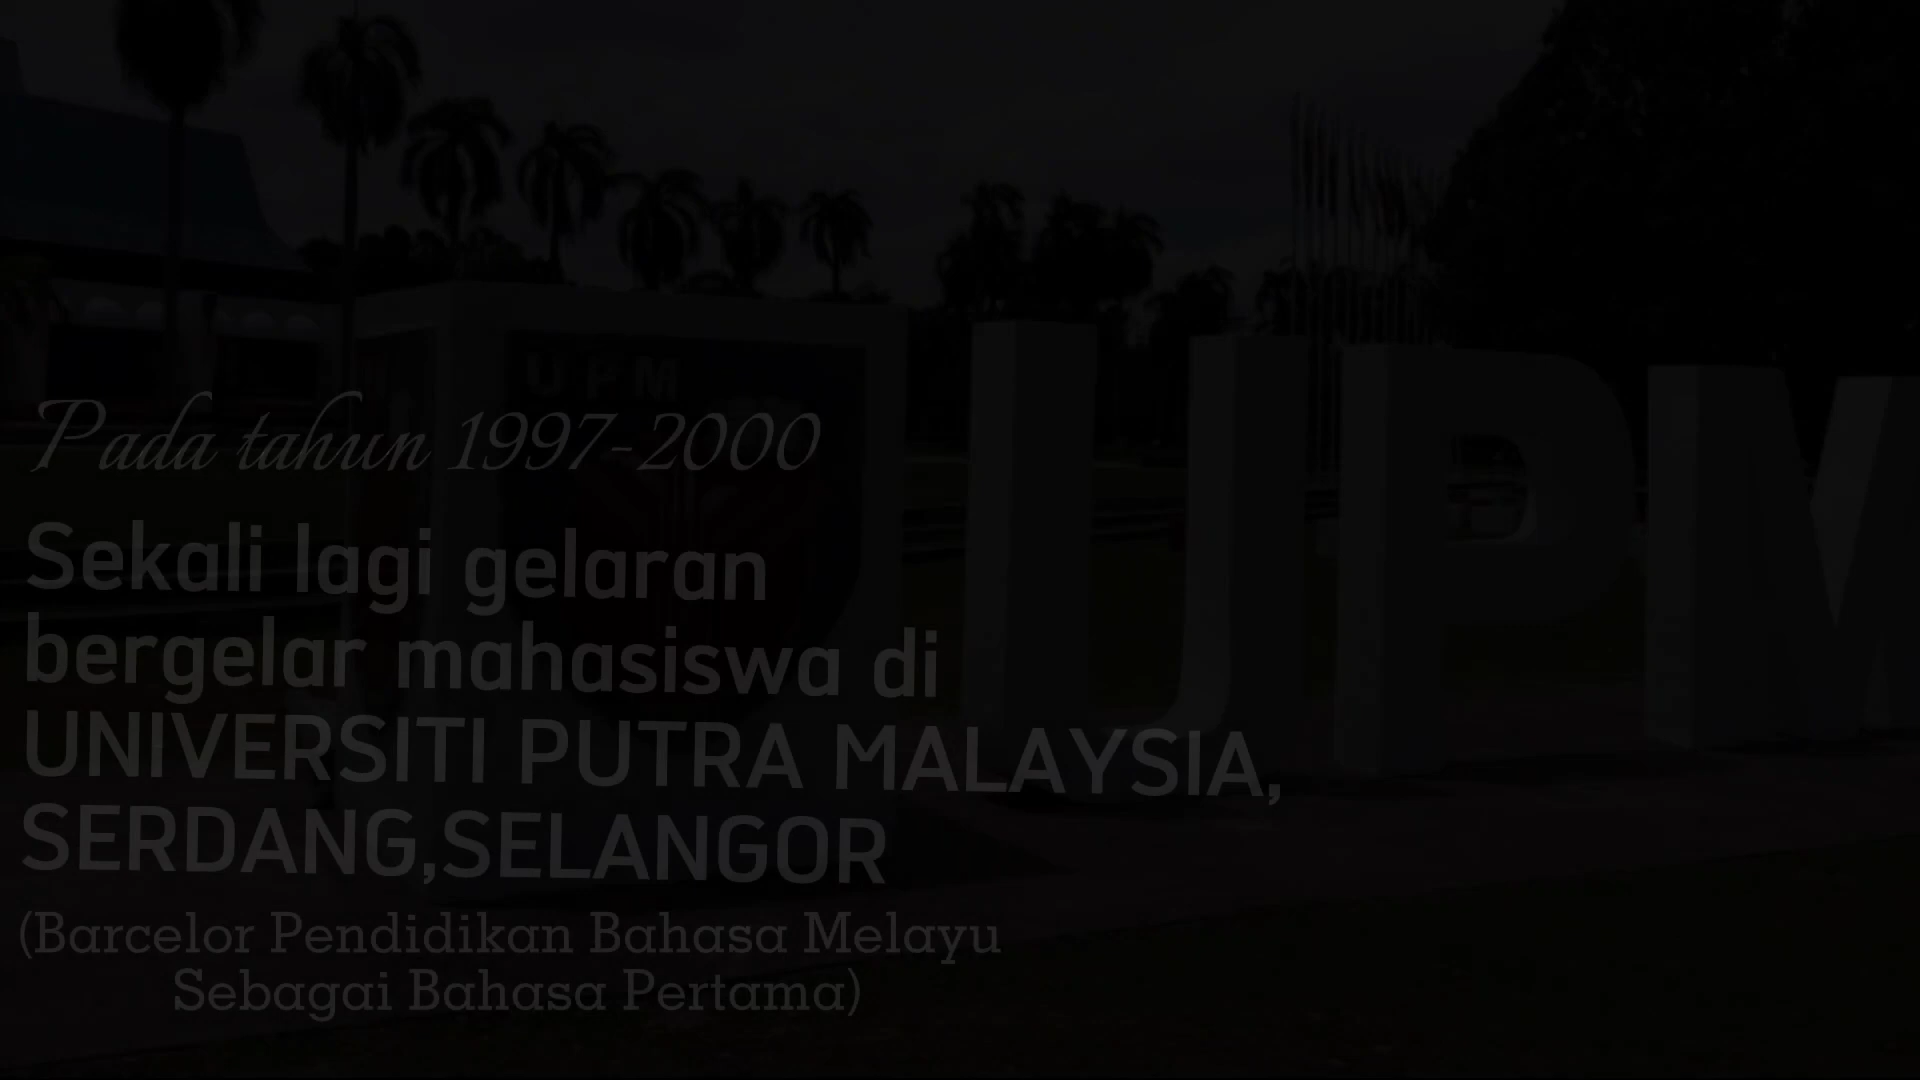 UPM
UPM
Pada tahun 1997-2000
Sekali lagi gelaran
bergelar mahasiswa di
UNIVERSITI PUTRA MALAYSIA,
SERDANG,SELANGOR
(Barcelor Pendidikan Bahasa Melayu
Sebagai Bahasa Pertama)